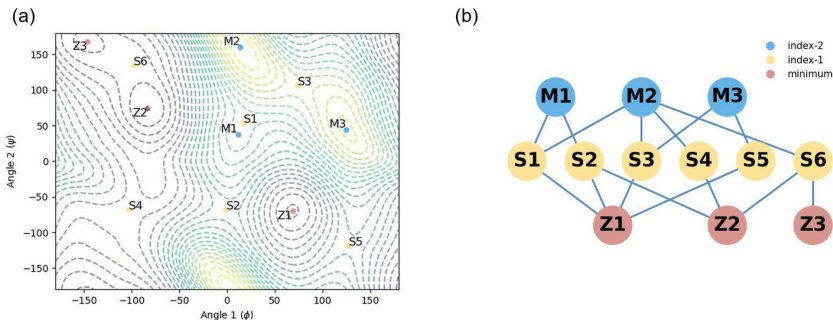 (a)
(b)
Z3
M2
S6
S3
Z2
S1
M1
M3
S4
S2
Z1
S5
150
100
50
0
−50
−100
−150
Angle 2 (ψ)
−150
−100
−50
0
50
100
150
Angle 1 (ϕ)
index-2
index-1
minimum
M1 M2 M3
S1 S2 S3 S4 S5 S6
Z1 Z2 Z3